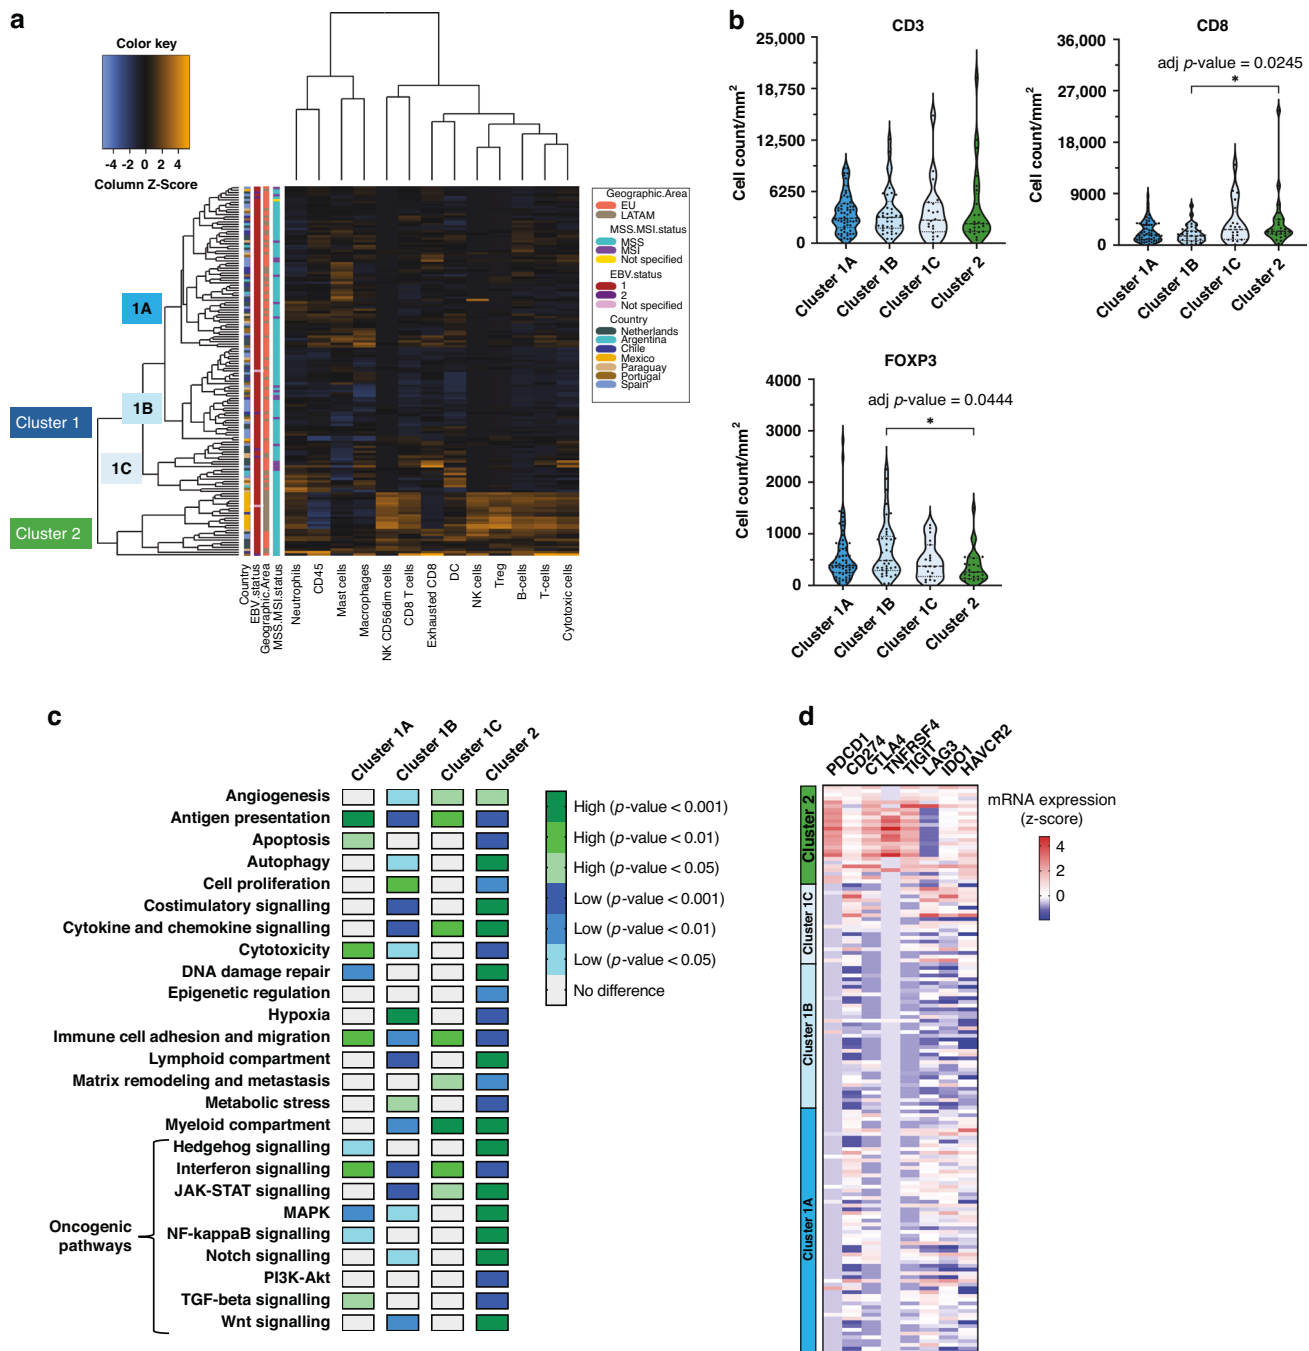 a
Color key
-4 -2 0 2 4
Column Z-Score
1A
1B
1C
Cluster 1
Cluster 2
Geographic.Area
EU
LATAM
MSS.MSI.status
MSS
MSI
Not specified
EBV.status
1
2
Not specified
Country
Netherlands
Argentina
Chile
Mexico
Paraguay
Portugal
Spain
Country
EBV.status
Geographic.Area
MSS.MSI.status
Neutrophils
CD45
Mast cells
Macrophages
NK CD56dim cells
CD8 T cells
Exhausted CD8
DC
NK cells
Treg
B-cells
T-cells
Cytotoxic cells
b
CD3
Cell count/mm2
25,000
18,750
12,500
6250
0
Cluster 1A
Cluster 1B
Cluster 1C
Cluster 2
CD8
adj p-value = 0.0245
*
Cell count/mm2
36,000
27,000
18,000
9000
0
Cluster 1A
Cluster 1B
Cluster 1C
Cluster 2
FOXP3
adj p-value = 0.0444
*
Cell count/mm2
4000
3000
2000
1000
0
Cluster 1A
Cluster 1B
Cluster 1C
Cluster 2
c
Cluster 1A
Cluster 1B
Cluster 1C
Cluster 2
Angiogenesis
Antigen presentation
Apoptosis
Autophagy
Cell proliferation
Costimulatory signalling
Cytokine and chemokine signalling
Cytotoxicity
DNA damage repair
Epigenetic regulation
Hypoxia
Immune cell adhesion and migration
Lymphoid compartment
Matrix remodeling and metastasis
Metabolic stress
Myeloid compartment
Hedgehog signalling
Interferon signalling
JAK-STAT signalling
MAPK
NF-kappaB signalling
Notch signalling
PI3K-Akt
TGF-beta signalling
Wnt signalling
Oncogenic
pathways
High (p-value < 0.001)
High (p-value < 0.01)
High (p-value < 0.05)
Low (p-value < 0.001)
Low (p-value < 0.01)
Low (p-value < 0.05)
No difference
d
PDCD1
CD274
CTLA4
TNFRSF4
TIGIT
LAG3
IDO1
HAVCR2
Cluster 2
Cluster 1C
Cluster 1B
Cluster 1A
mRNA expression
(z-score)
4
2
0